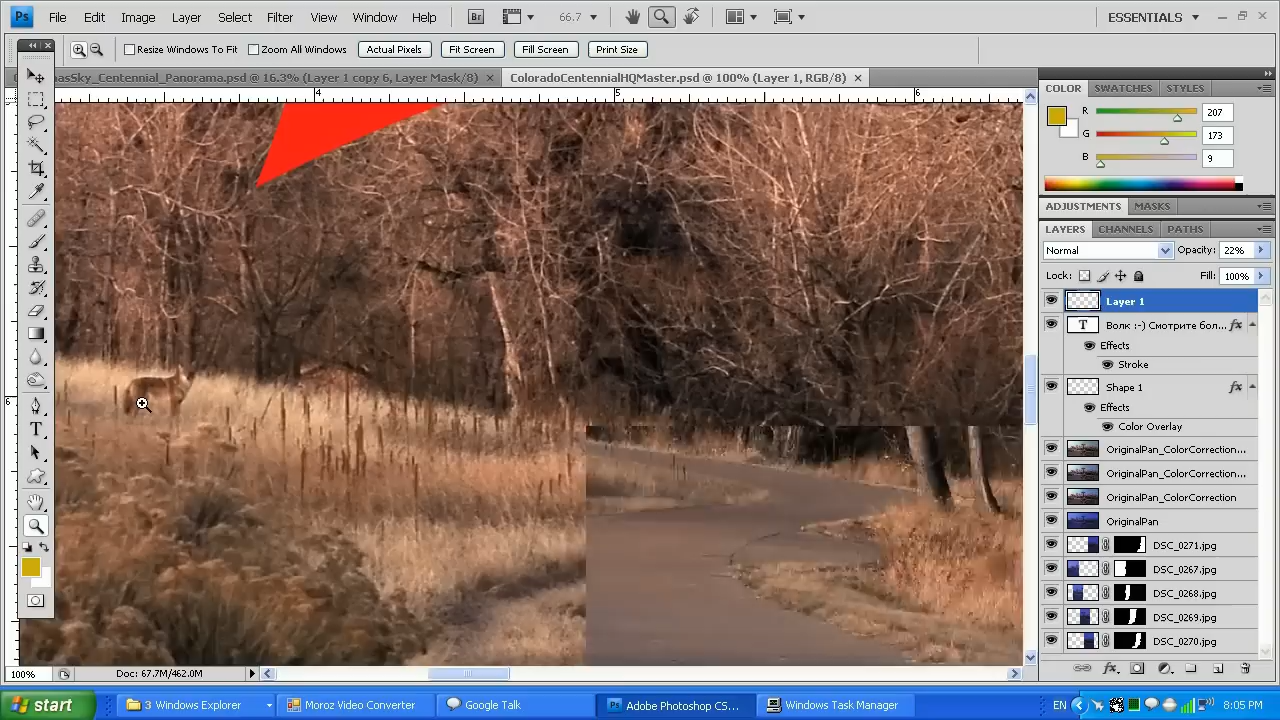 Ps File Edit Image Layer Select Filter View Window Help Br 66.7 ESSENTIALS
Resize Windows To Fit Zoom All Windows Actual Pixels Fit Screen Fill Screen Print Size
Sky_Centennial_Panorama.psd @ 16.3% (Layer 1 copy 6, Layer Mask/8) × ColoradoCentennialHQMaster.psd @ 100% (Layer 1, RGB/8) ×
4 5 6
6
COLOR SWATCHES STYLES
R 207
G 173
B 9
ADJUSTMENTS MASKS
LAYERS CHANNELS PATHS
Normal Opacity: 22%
Lock: Fill: 100%
Layer 1
T Волк :-) Смотрите бол... fx
Effects
Stroke
Shape 1 fx
Effects
Color Overlay
OriginalPan_ColorCorrection...
OriginalPan_ColorCorrection...
OriginalPan_ColorCorrection
OriginalPan
DSC_0271.jpg
DSC_0267.jpg
DSC_0268.jpg
DSC_0269.jpg
DSC_0270.jpg
100% Doc: 67.7M/462.0M
start 3 Windows Explorer Moroz Video Converter Google Talk Adobe Photoshop CS... Windows Task Manager EN 8:05 PM